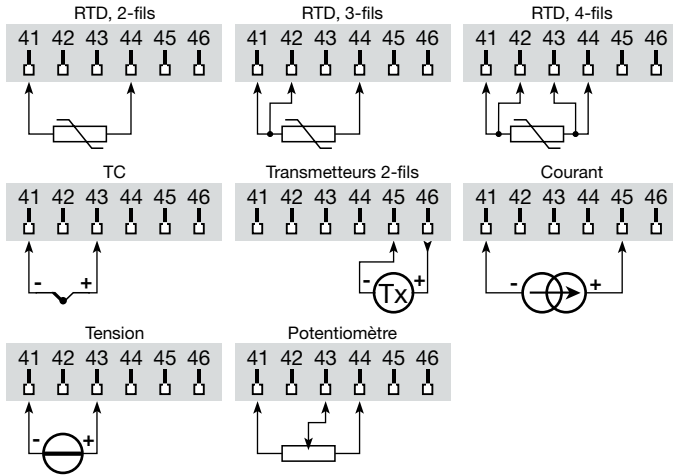 RTD, 2-fils
41 42 43 44 45 46
RTD, 3-fils
41 42 43 44 45 46
RTD, 4-fils
41 42 43 44 45 46
TC
41 42 43 44 45 46
- +
Transmetteurs 2-fils
41 42 43 44 45 46
- Tx +
Courant
41 42 43 44 45 46
- +
Tension
41 42 43 44 45 46
- +
Potentiomètre
41 42 43 44 45 46